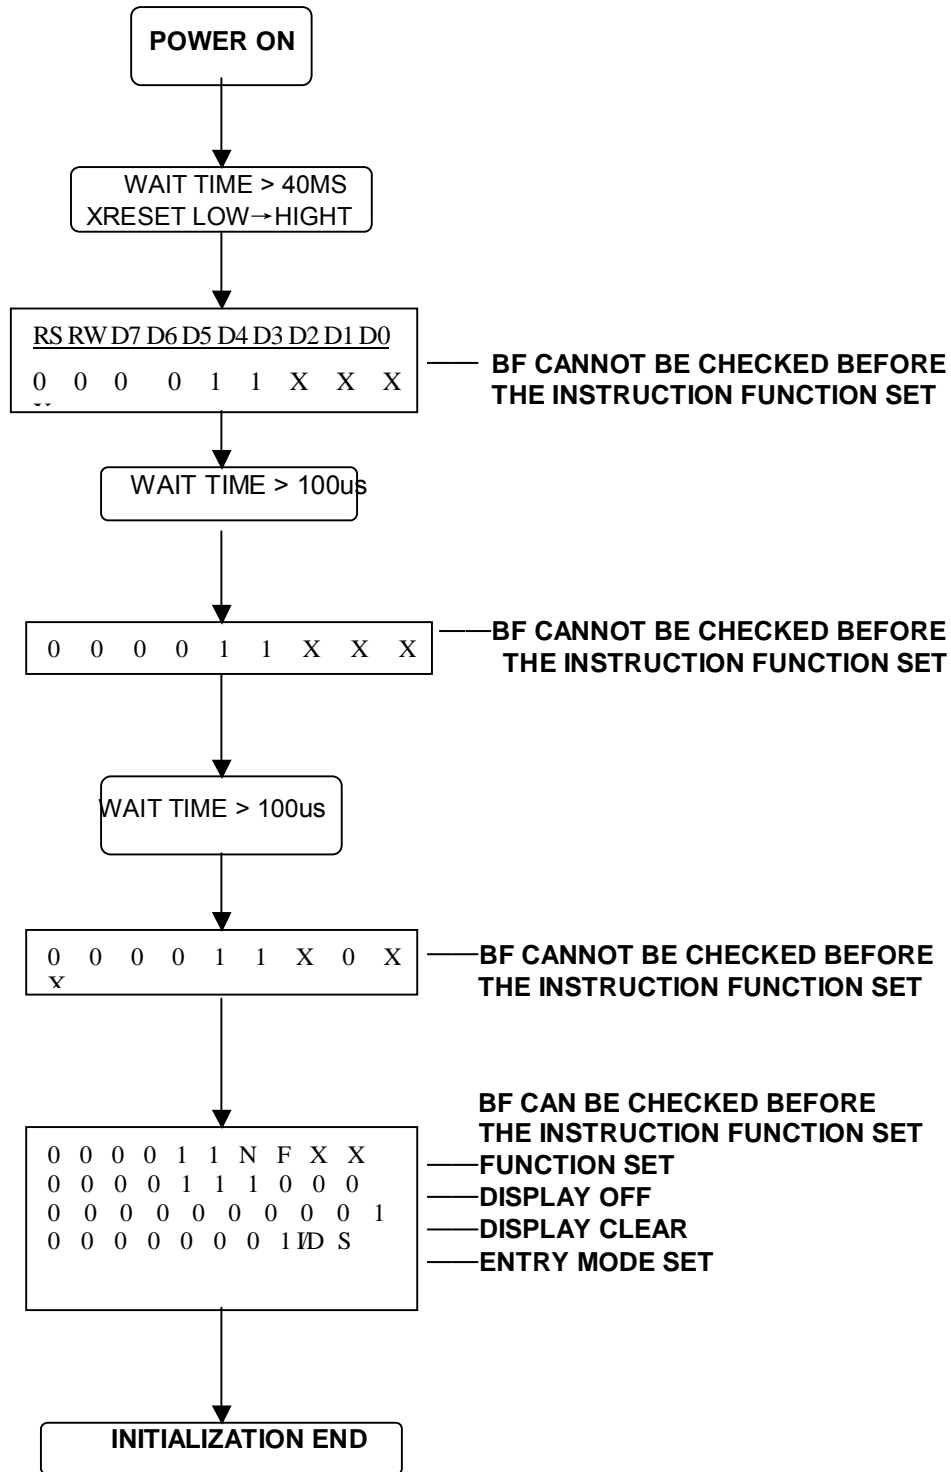 POWER ON
WAIT TIME > 40MS
XRESET LOW→HIGHT
RS RW D7 D6 D5 D4 D3 D2 D1 D0
0 0 0 0 1 1 X X X
BF CANNOT BE CHECKED BEFORE
THE INSTRUCTION FUNCTION SET
WAIT TIME > 100us
0 0 0 0 1 1 X X X
BF CANNOT BE CHECKED BEFORE
THE INSTRUCTION FUNCTION SET
WAIT TIME > 100us
0 0 0 0 1 1 X 0 X
X
BF CANNOT BE CHECKED BEFORE
THE INSTRUCTION FUNCTION SET
BF CAN BE CHECKED BEFORE
THE INSTRUCTION FUNCTION SET
0 0 0 0 1 1 N F X X
FUNCTION SET
0 0 0 0 1 1 1 0 0 0
DISPLAY OFF
0 0 0 0 0 0 0 0 0 1
DISPLAY CLEAR
0 0 0 0 0 0 0 1 I/D S
ENTRY MODE SET
INITIALIZATION END